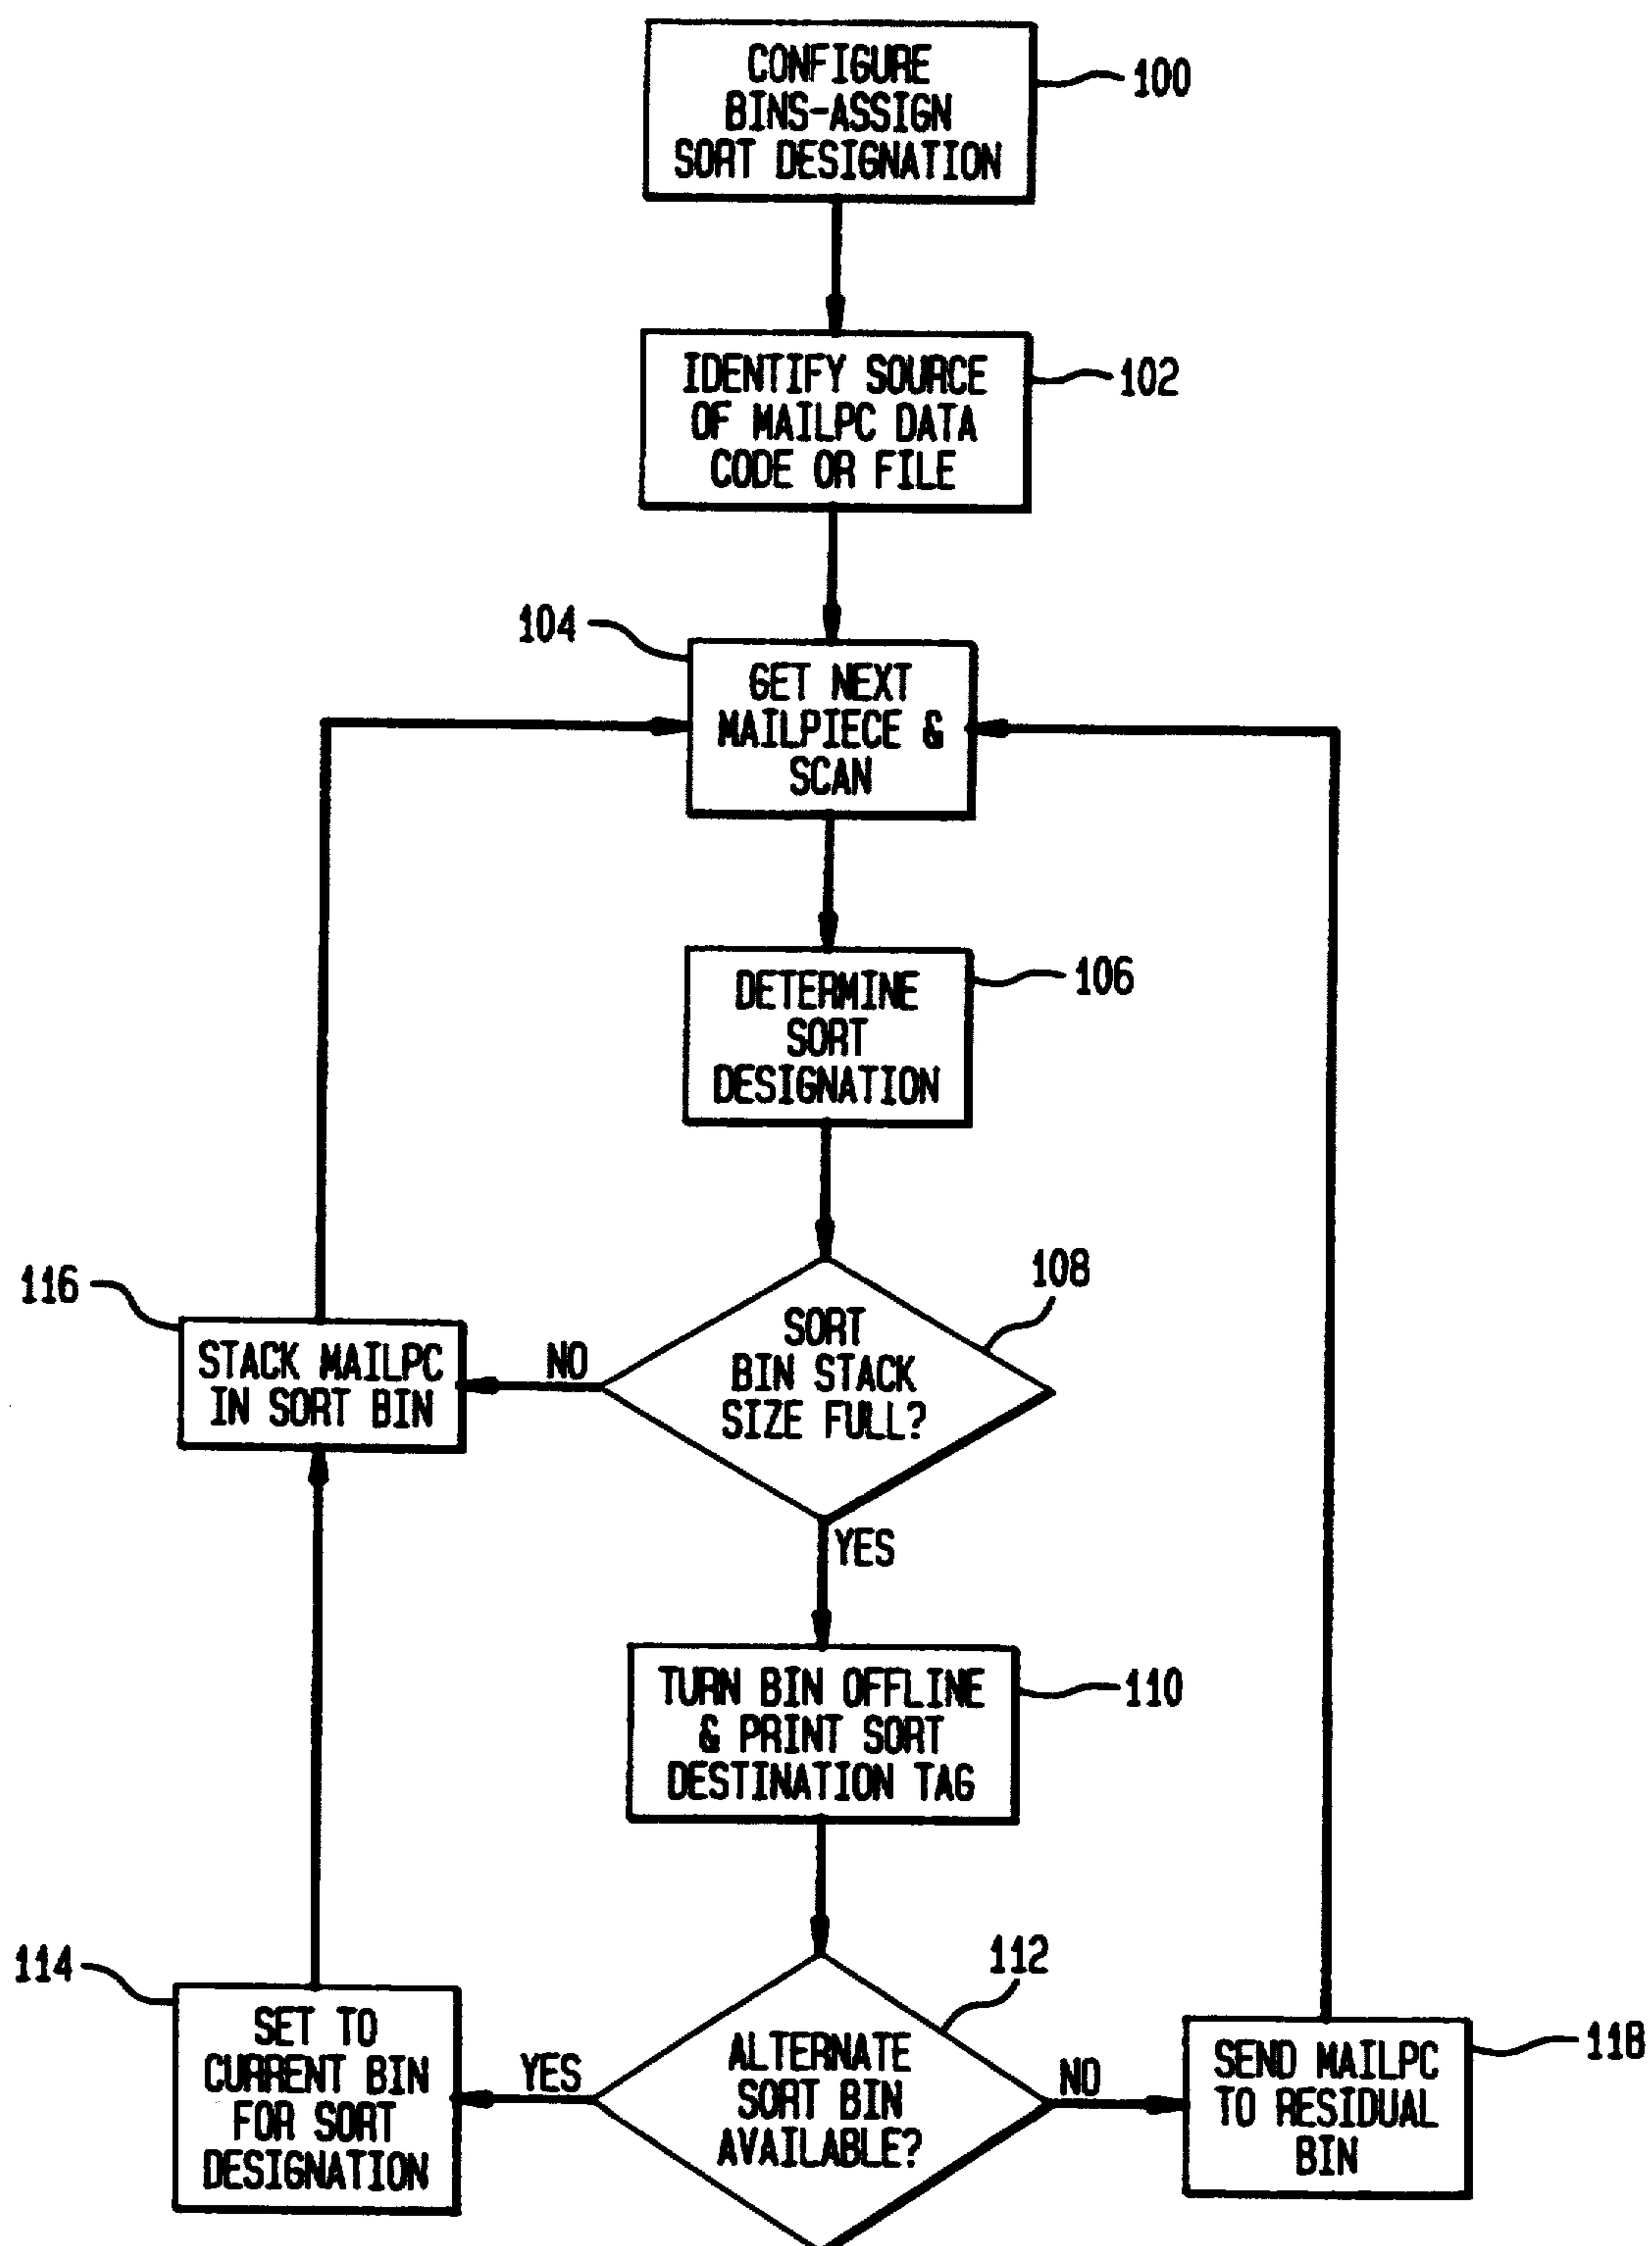 CONFIGURE
BINS-ASSIGN
SORT DESIGNATION
100
IDENTIFY SOURCE
OF MAILPC DATA
CODE OR FILE
102
104
GET NEXT
MAILPIECE &
SCAN
DETERMINE
SORT
DESIGNATION
106
108
SORT
BIN STACK
SIZE FULL?
NO
116
STACK MAILPC
IN SORT BIN
YES
TURN BIN OFFLINE
& PRINT SORT
DESTINATION TAG
110
112
ALTERNATE
SORT BIN
AVAILABLE?
YES
114
SET TO
CURRENT BIN
FOR SORT
DESIGNATION
NO
118
SEND MAILPC
TO RESIDUAL
BIN